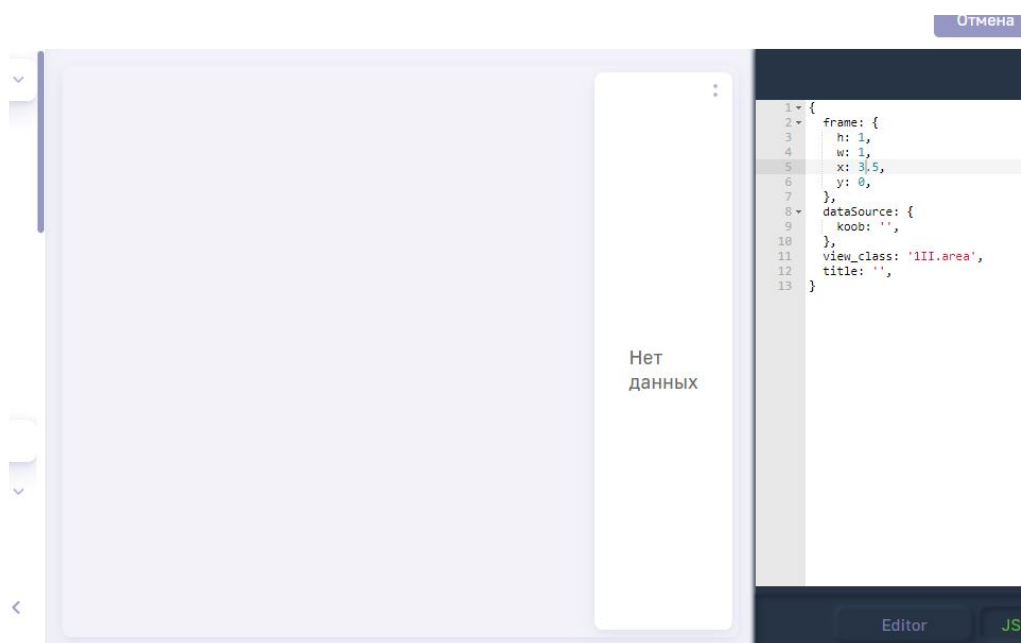 Отмена
Нет
данных
1 {
2 frame: {
3 h: 1,
4 w: 1,
5 x: 3.5,
6 y: 0,
7 },
8 dataSource: {
9 koob: '',
10 },
11 view_class: '1II.area',
12 title: '',
13 }
Editor
JS